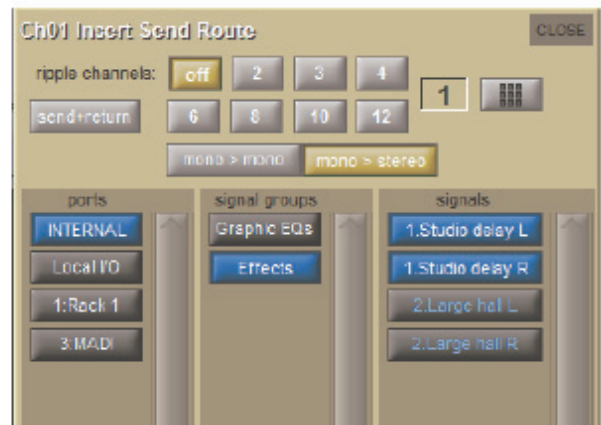 Ch01 Insert Send Route CLOSE
ripple channels: off 2 3 4
send+return 6 8 10 12 1
mono > mono mono > stereo
ports signal groups signals
INTERNAL Graphic EQs 1.Studio delay L
Local I/O Effects 1.Studio delay R
1:Rack 1 2.Large hall L
3:MADI 2.Large hall R